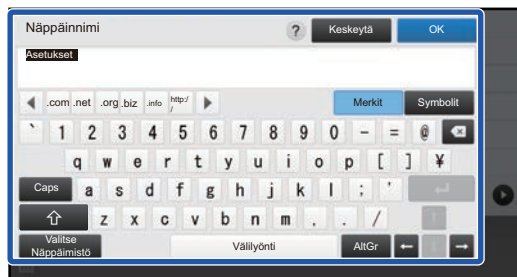 Näppäinnimi ? Keskeytä OK
Asetukset
.com .net .org .biz .info http:// Merkit Symbolit
` 1 2 3 4 5 6 7 8 9 0 - = @
q w e r t y u i o p [ ] ¥
Caps a s d f g h j k l ; '
z x c v b n m , . /
Valitse
Näppäimistö Välilyönti AltGr